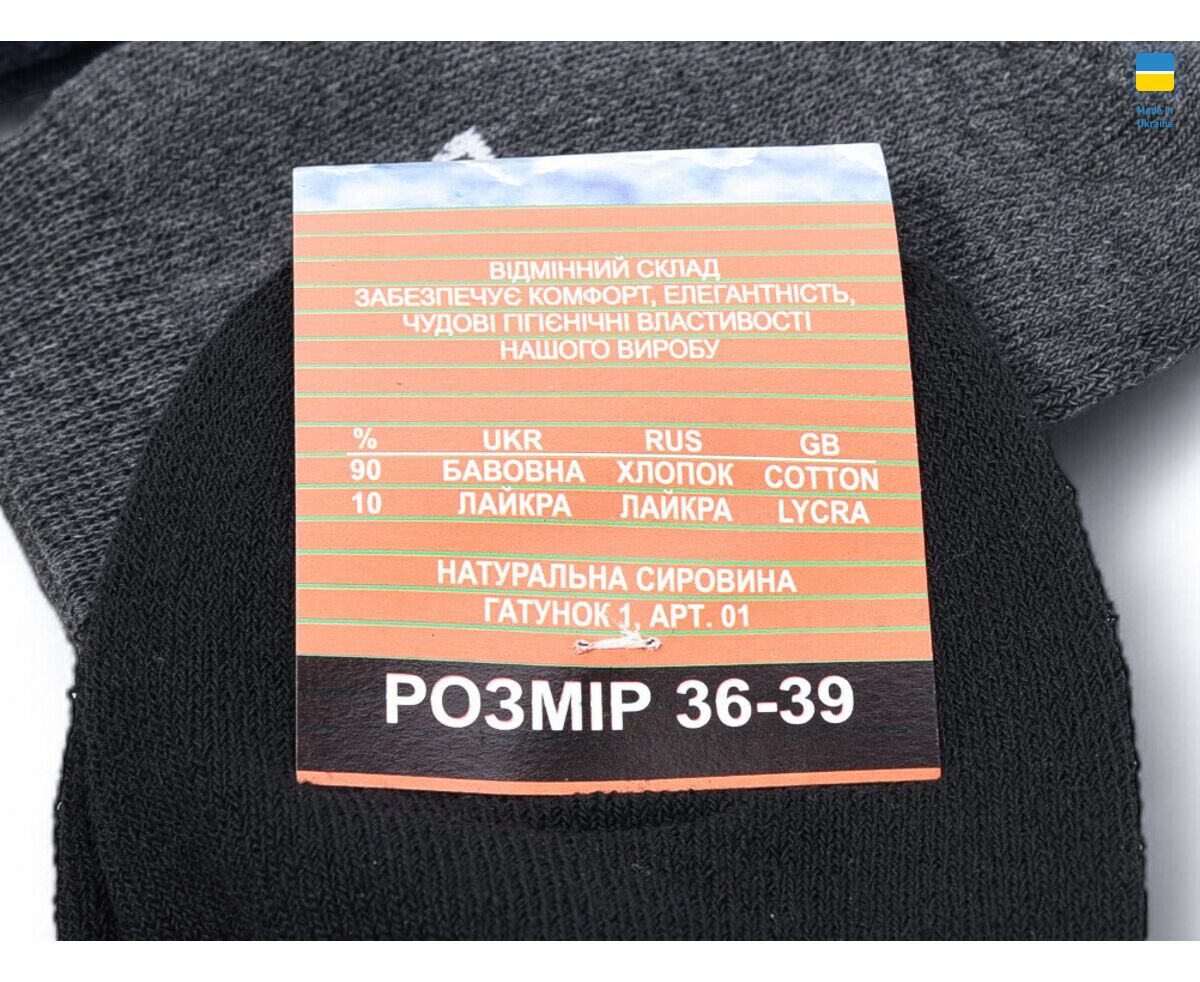 Made in
Ukraine
ВІДМІННИЙ СКЛАД
ЗАБЕЗПЕЧУЄ КОМФОРТ, ЕЛЕГАНТНІСТЬ,
ЧУДОВІ ГІГІЄНІЧНІ ВЛАСТИВОСТІ
НАШОГО ВИРОБУ
% UKR RUS GB
90 БАВОВНА ХЛОПОК COTTON
10 ЛАЙКРА ЛАЙКРА LYCRA
НАТУРАЛЬНА СИРОВИНА
ГАТУНОК 1, АРТ. 01
РОЗМІР 36-39